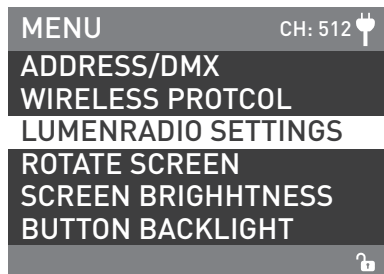 MENU CH: 512
ADDRESS/DMX
WIRELESS PROTCOL
LUMENRADIO SETTINGS
ROTATE SCREEN
SCREEN BRIGHHTNESS
BUTTON BACKLIGHT